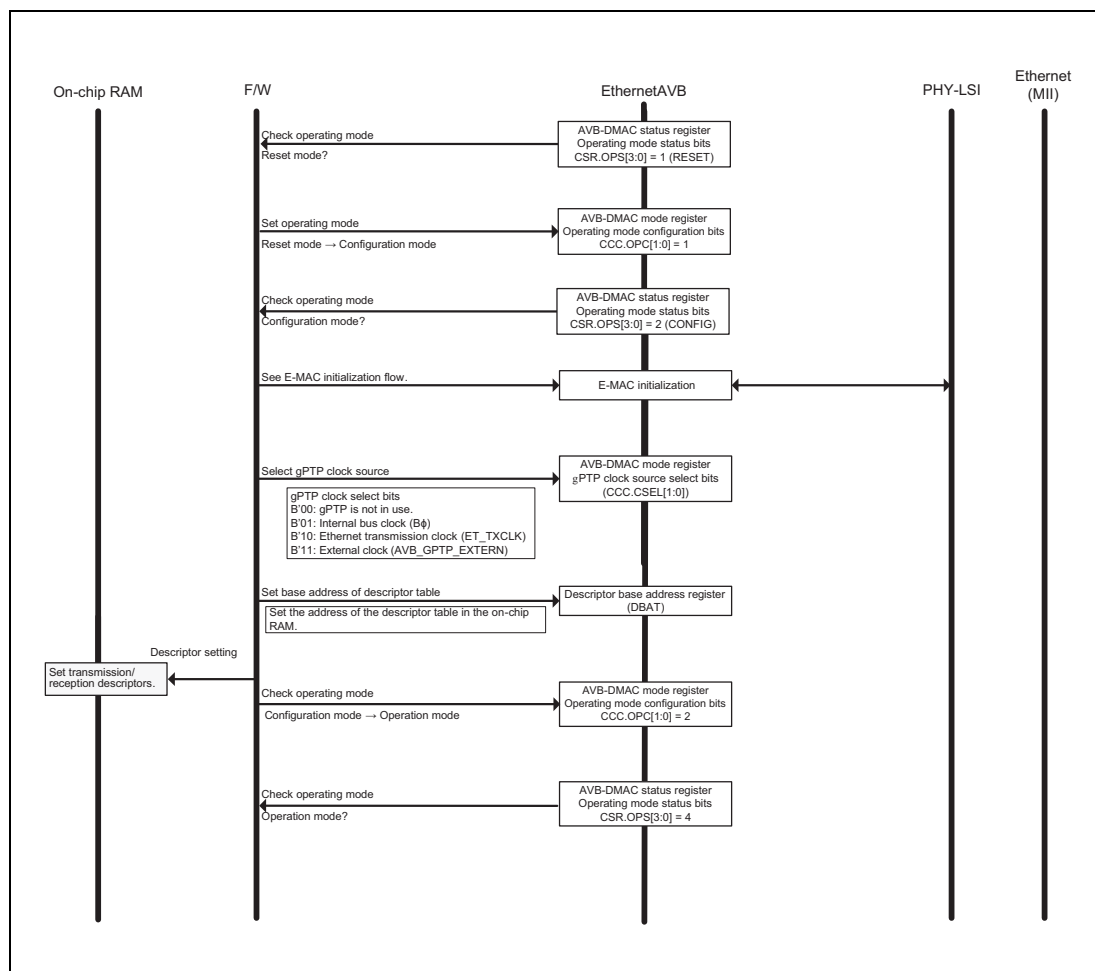 On-chip RAM
F/W
EthernetAVB
PHY-LSI
Ethernet
(MII)
Check operating mode
Reset mode?
AVB-DMAC status register
Operating mode status bits
CSR.OPS[3:0] = 1 (RESET)
Set operating mode
Reset mode → Configuration mode
AVB-DMAC mode register
Operating mode configuration bits
CCC.OPC[1:0] = 1
Check operating mode
Configuration mode?
AVB-DMAC status register
Operating mode status bits
CSR.OPS[3:0] = 2 (CONFIG)
See E-MAC initialization flow.
E-MAC initialization
Select gPTP clock source
AVB-DMAC mode register
gPTP clock source select bits
(CCC.CSEL[1:0])
gPTP clock select bits
B'00: gPTP is not in use.
B'01: Internal bus clock (Bϕ)
B'10: Ethernet transmission clock (ET_TXCLK)
B'11: External clock (AVB_GPTP_EXTERN)
Set base address of descriptor table
Set the address of the descriptor table in the on-chip
RAM.
Descriptor base address register
(DBAT)
Descriptor setting
Set transmission/
reception descriptors.
Check operating mode
Configuration mode → Operation mode
AVB-DMAC mode register
Operating mode configuration bits
CCC.OPC[1:0] = 2
Check operating mode
Operation mode?
AVB-DMAC status register
Operating mode status bits
CSR.OPS[3:0] = 4